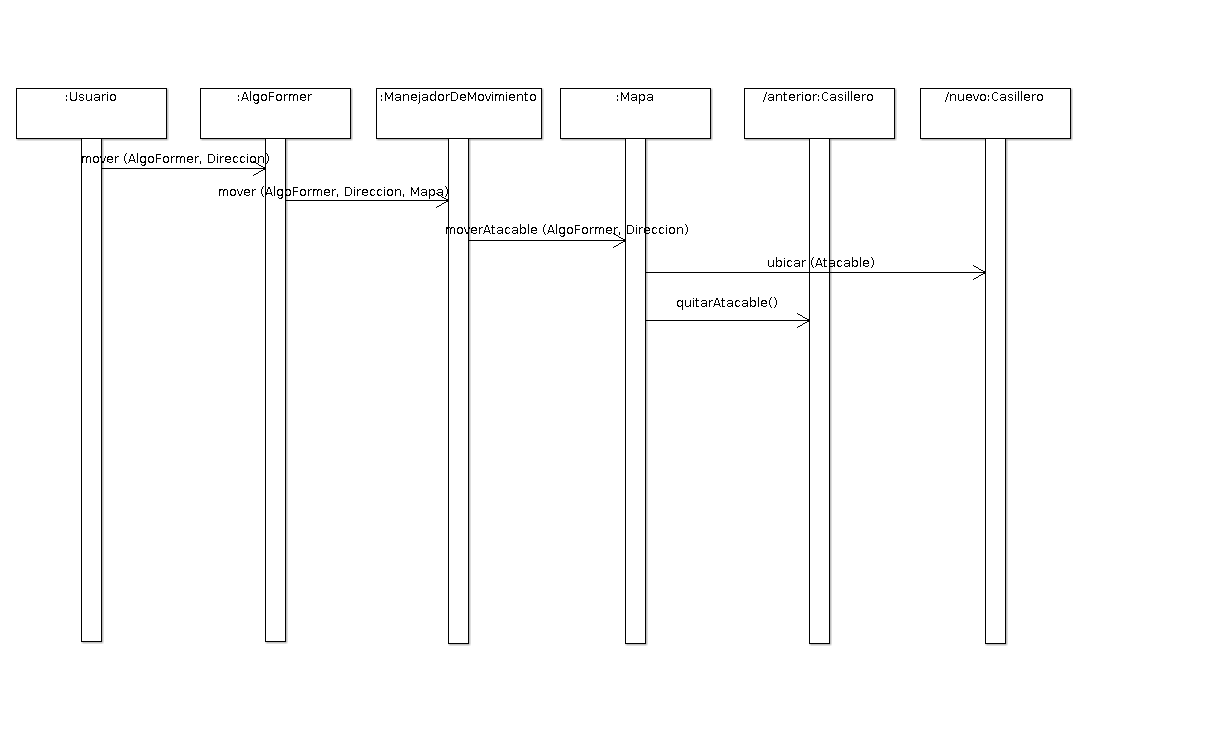 :Usuario
:AlgoFormer
:ManejadorDeMovimiento
:Mapa
/anterior:Casillero
/nuevo:Casillero
mover (AlgoFormer, Direccion)
mover (AlgoFormer, Direccion, Mapa)
moverAtacable (AlgoFormer, Direccion)
ubicar (Atacable)
quitarAtacable()